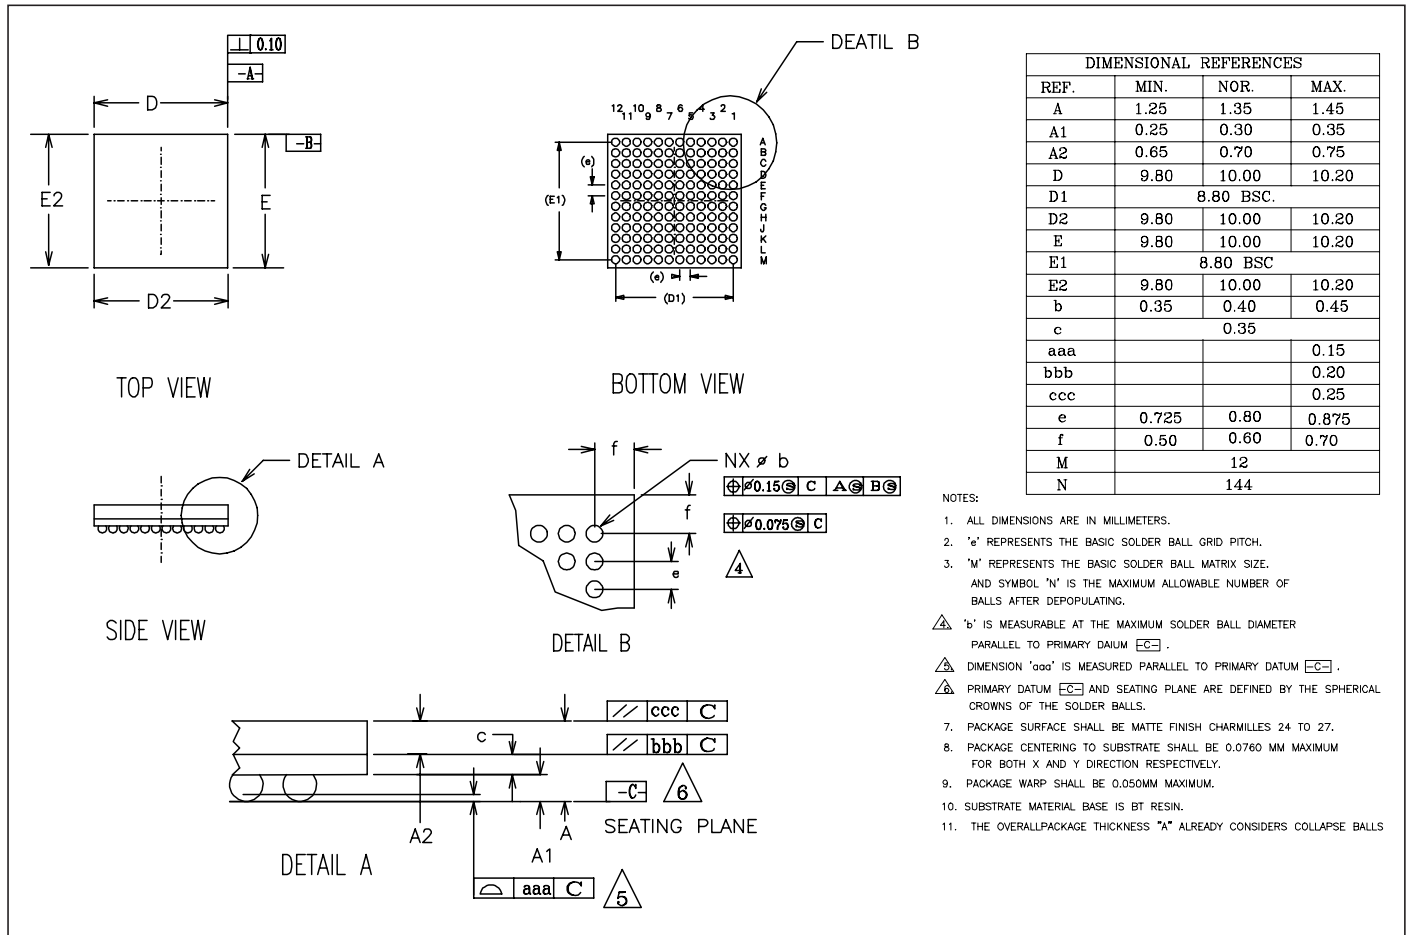 ⊥ 0.10
-A-
D
-B-
E2
E
D2
TOP VIEW
DEATIL B
12 10 8 6 4 2
11 9 7 5 3 1
A
B
C
D
E
F
G
H
J
K
L
M
(e)
(E1)
(e)
(D1)
BOTTOM VIEW
DIMENSIONAL REFERENCES
REF. MIN. NOR. MAX.
A 1.25 1.35 1.45
A1 0.25 0.30 0.35
A2 0.65 0.70 0.75
D 9.80 10.00 10.20
D1 8.80 BSC.
D2 9.80 10.00 10.20
E 9.80 10.00 10.20
E1 8.80 BSC
E2 9.80 10.00 10.20
b 0.35 0.40 0.45
c 0.35
aaa 0.15
bbb 0.20
ccc 0.25
e 0.725 0.80 0.875
f 0.50 0.60 0.70
M 12
N 144
DETAIL A
SIDE VIEW
f
NX ⌀ b
⌖ ⌀0.15Ⓢ C AⓈ BⓈ
f
⌖ ⌀0.075Ⓢ C
4
e
DETAIL B
// ccc C
c
// bbb C
-C- 6
SEATING PLANE
A2
A
A1
DETAIL A
⌓ aaa C 5
NOTES:
1. ALL DIMENSIONS ARE IN MILLIMETERS.
2. 'e' REPRESENTS THE BASIC SOLDER BALL GRID PITCH.
3. 'M' REPRESENTS THE BASIC SOLDER BALL MATRIX SIZE.
AND SYMBOL 'N' IS THE MAXIMUM ALLOWABLE NUMBER OF
BALLS AFTER DEPOPULATING.
4. 'b' IS MEASURABLE AT THE MAXIMUM SOLDER BALL DIAMETER
PARALLEL TO PRIMARY DAIUM -C- .
5. DIMENSION 'aaa' IS MEASURED PARALLEL TO PRIMARY DATUM -C- .
6. PRIMARY DATUM -C- AND SEATING PLANE ARE DEFINED BY THE SPHERICAL
CROWNS OF THE SOLDER BALLS.
7. PACKAGE SURFACE SHALL BE MATTE FINISH CHARMILLES 24 TO 27.
8. PACKAGE CENTERING TO SUBSTRATE SHALL BE 0.0760 MM MAXIMUM
FOR BOTH X AND Y DIRECTION RESPECTIVELY.
9. PACKAGE WARP SHALL BE 0.050MM MAXIMUM.
10. SUBSTRATE MATERIAL BASE IS BT RESIN.
11. THE OVERALLPACKAGE THICKNESS "A" ALREADY CONSIDERS COLLAPSE BALLS